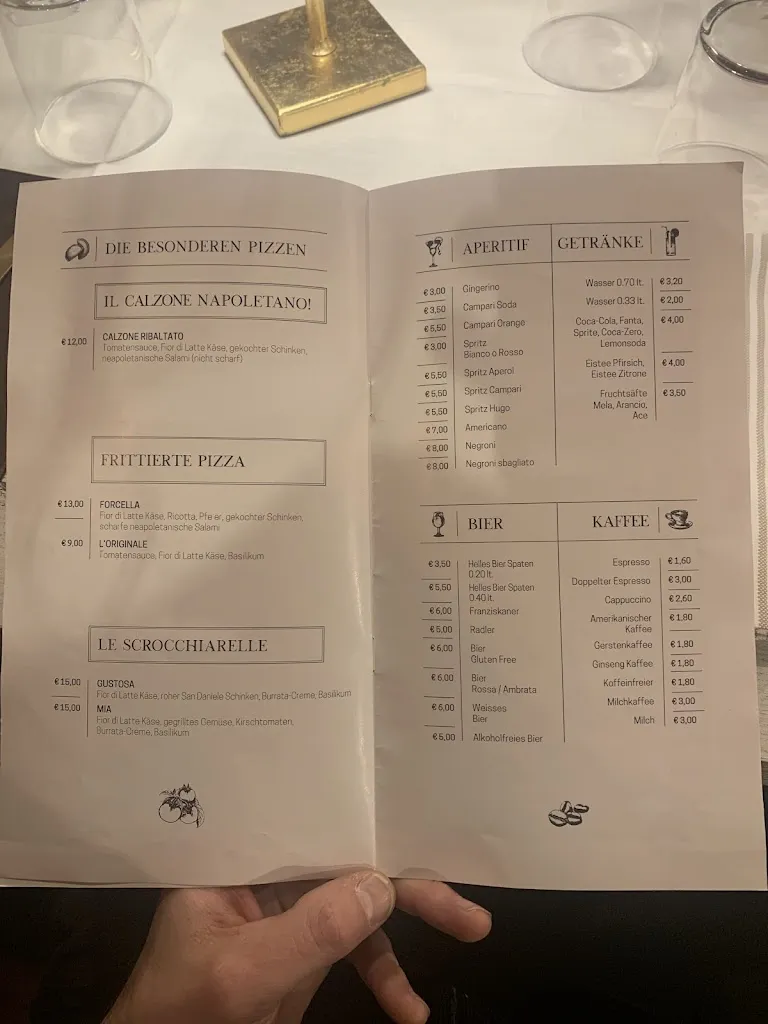 DIE BESONDEREN PIZZEN
IL CALZONE NAPOLETANO!
€ 12,00 CALZONE RIBALTATO
Tomatensauce, Fior di Latte Käse, gekochter Schinken,
neapoletanische Salami (nicht scharf)
FRITTIERTE PIZZA
€ 13,00 FORCELLA
Fior di Latte Käse, Ricotta, Pfe er, gekochter Schinken,
scharfe neapoletanische Salami
€ 9,00 L'ORIGINALE
Tomatensauce, Fior di Latte Käse, Basilikum
LE SCROCCHIARELLE
€ 15,00 GUSTOSA
Fior di Latte Käse, roher San Daniele Schinken, Burrata-Creme, Basilikum
€ 15,00 MIA
Fior di Latte Käse, gegrilltes Gemüse, Kirschtomaten,
Burrata-Creme, Basilikum
APERITIF
€ 3,00 Gingerino
€ 3,50 Campari Soda
€ 5,50 Campari Orange
€ 3,00 Spritz
Bianco o Rosso
€ 5,50 Spritz Aperol
€ 5,50 Spritz Campari
€ 5,50 Spritz Hugo
€ 7,00 Americano
€ 8,00 Negroni
€ 8,00 Negroni sbagliato
GETRÄNKE
Wasser 0.70 lt. € 3,20
Wasser 0.33 lt. € 2,00
Coca-Cola, Fanta, € 4,00
Sprite, Coca-Zero,
Lemonsoda
Eistee Pfirsich, € 4,00
Eistee Zitrone
Fruchtsäfte € 3,50
Mela, Arancio,
Ace
BIER
€ 3,50 Helles Bier Spaten
0.20 lt.
€ 5,50 Helles Bier Spaten
0.40 lt.
€ 6,00 Franziskaner
€ 5,00 Radler
€ 6,00 Bier
Gluten Free
€ 6,00 Bier
Rossa / Ambrata
€ 6,00 Weisses
Bier
€ 5,00 Alkoholfreies Bier
KAFFEE
Espresso € 1,60
Doppelter Espresso € 3,00
Cappuccino € 2,60
Amerikanischer € 1,80
Kaffee
Gerstenkaffee € 1,80
Ginseng Kaffee € 1,80
Koffeinfreier € 1,80
Milchkaffee € 3,00
Milch € 3,00